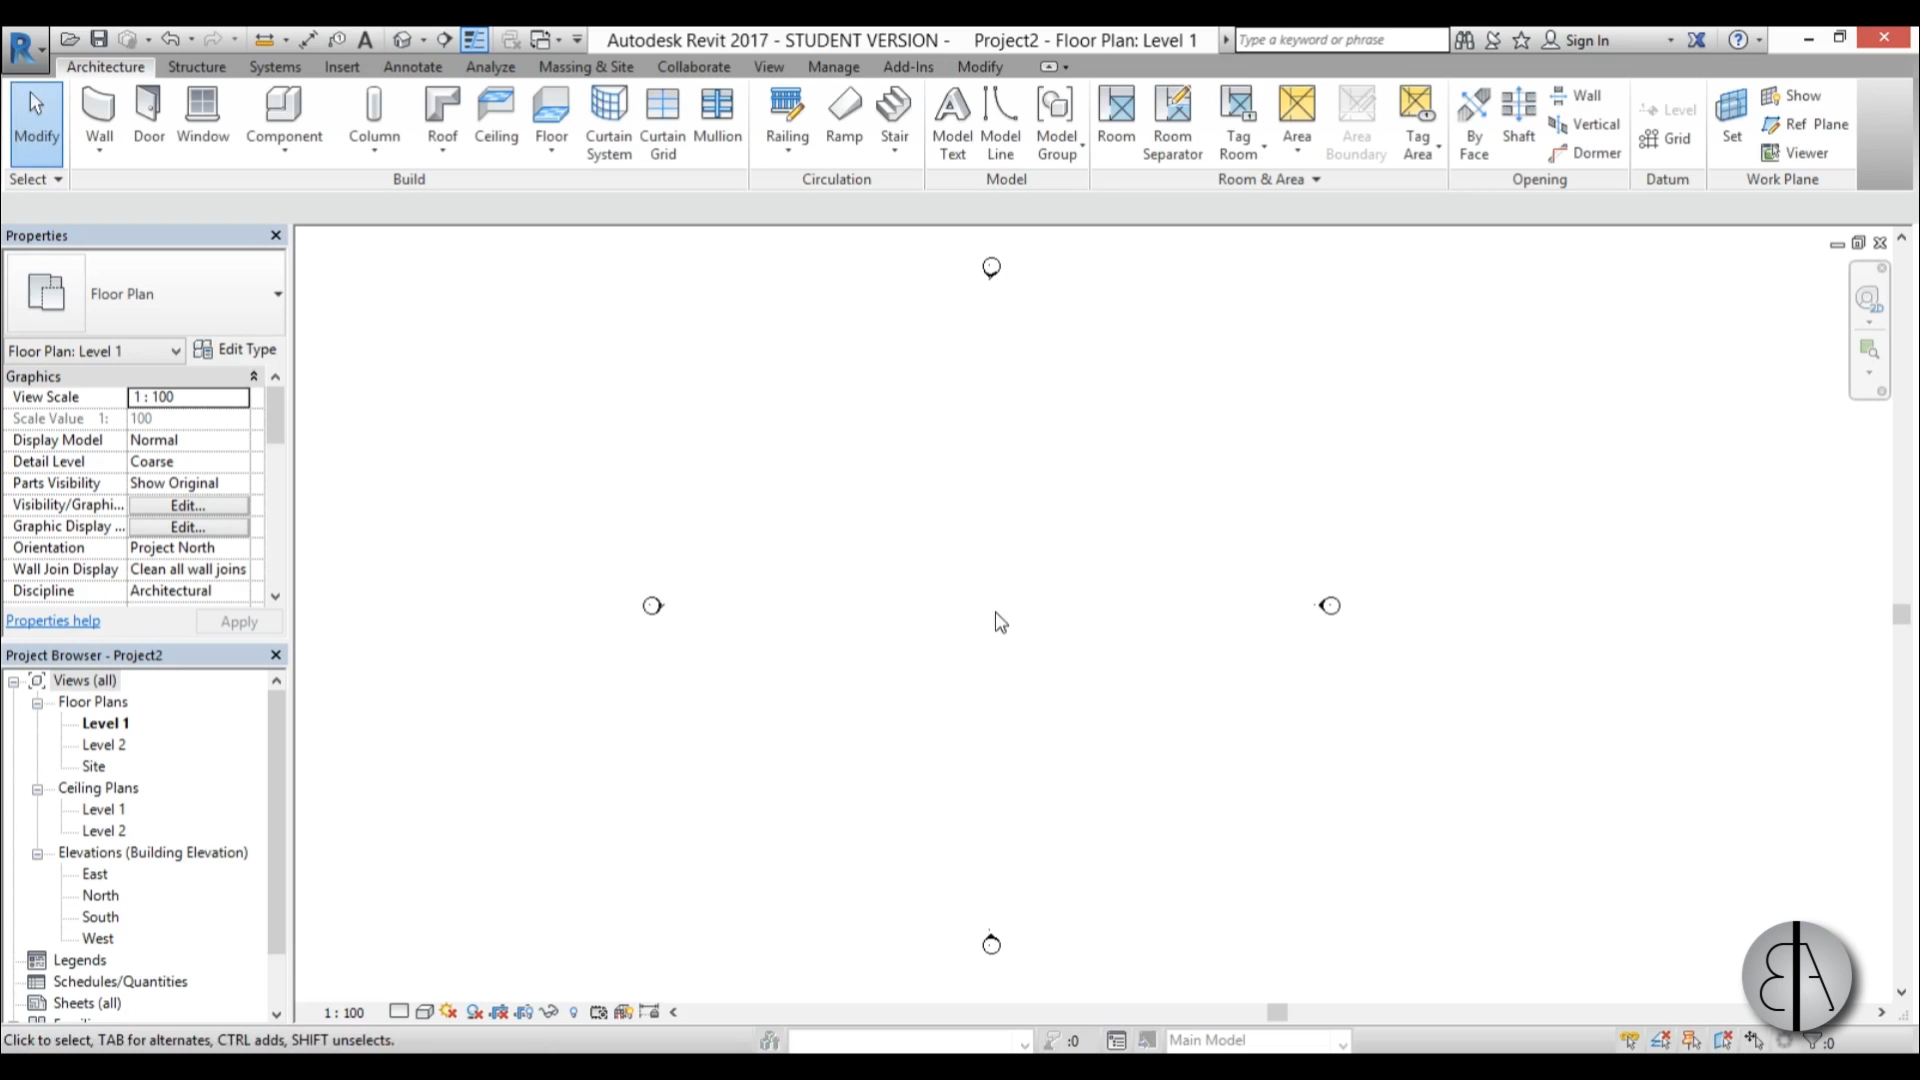 Autodesk Revit 2017 - STUDENT VERSION - Project2 - Floor Plan: Level 1
Type a keyword or phrase
Sign In
Architecture Structure Systems Insert Annotate Analyze Massing & Site Collaborate View Manage Add-Ins Modify
Modify
Wall
Door
Window
Component
Column
Roof
Ceiling
Floor
Curtain System
Curtain Grid
Mullion
Railing
Ramp
Stair
Model Text
Model Line
Model Group
Room
Room Separator
Tag Room
Area
Area Boundary
Tag Area
By Face
Shaft
Wall
Vertical
Dormer
Level
Grid
Set
Show
Ref Plane
Viewer
Select Build Circulation Model Room & Area Opening Datum Work Plane
Properties
Floor Plan
Floor Plan: Level 1 Edit Type
Graphics
View Scale 1 : 100
Scale Value 1: 100
Display Model Normal
Detail Level Coarse
Parts Visibility Show Original
Visibility/Graphi... Edit...
Graphic Display ... Edit...
Orientation Project North
Wall Join Display Clean all wall joins
Discipline Architectural
Properties help Apply
Project Browser - Project2
Views (all)
Floor Plans
Level 1
Level 2
Site
Ceiling Plans
Level 1
Level 2
Elevations (Building Elevation)
East
North
South
West
Legends
Schedules/Quantities
Sheets (all)
2D
1 : 100
Click to select, TAB for alternates, CTRL adds, SHIFT unselects.
:0
Main Model
:0